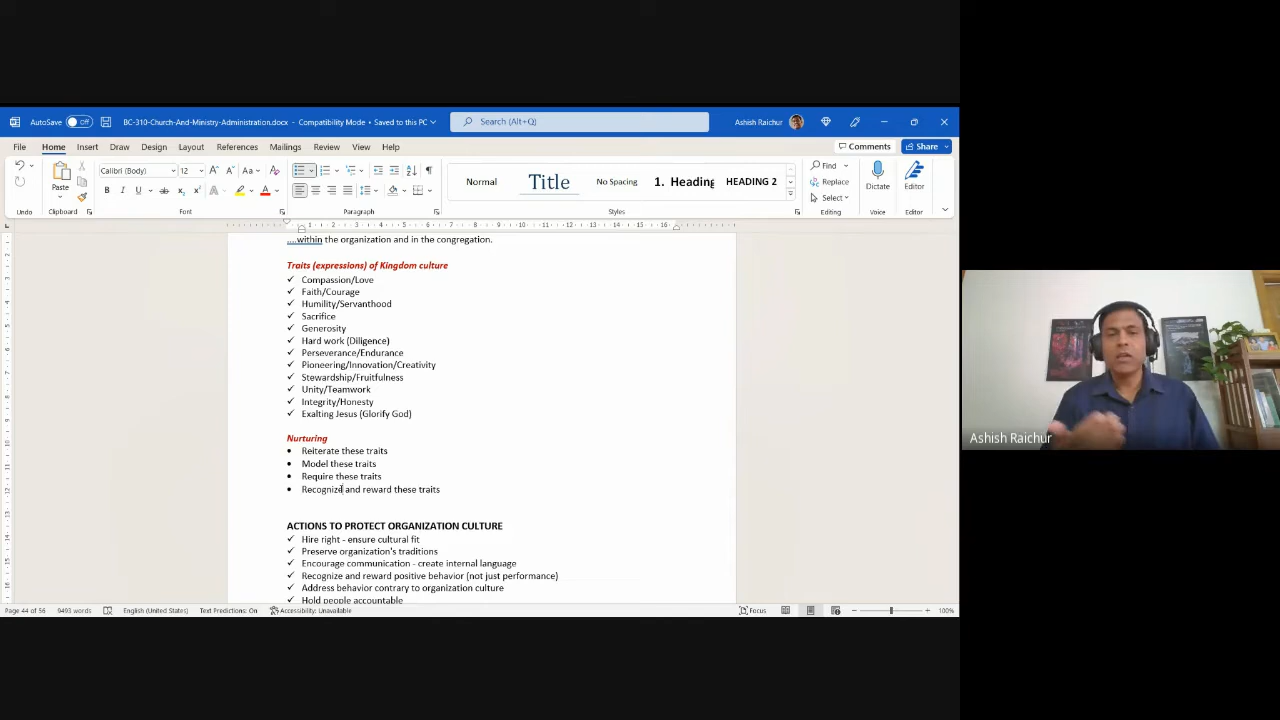 AutoSave Off BC-310-Church-And-Ministry-Administration.docx - Compatibility Mode • Saved to this PC Search (Alt+Q) Ashish Raichur
File Home Insert Draw Design Layout References Mailings Review View Help Comments Share
Calibri (Body) 12 Normal Title No Spacing 1. Heading HEADING 2 Find
Paste Replace Dictate Editor
Select
Undo Clipboard Font Paragraph Styles Editing Voice Editor
....within the organization and in the congregation.
Traits (expressions) of Kingdom culture
✓ Compassion/Love
✓ Faith/Courage
✓ Humility/Servanthood
✓ Sacrifice
✓ Generosity
✓ Hard work (Diligence)
✓ Perseverance/Endurance
✓ Pioneering/Innovation/Creativity
✓ Stewardship/Fruitfulness
✓ Unity/Teamwork
✓ Integrity/Honesty
✓ Exalting Jesus (Glorify God)
Nurturing
• Reiterate these traits
• Model these traits
• Require these traits
• Recognize and reward these traits
ACTIONS TO PROTECT ORGANIZATION CULTURE
✓ Hire right - ensure cultural fit
✓ Preserve organization's traditions
✓ Encourage communication - create internal language
✓ Recognize and reward positive behavior (not just performance)
✓ Address behavior contrary to organization culture
✓ Hold people accountable
Page 44 of 56 9493 words English (United States) Text Predictions: On Accessibility: Unavailable Focus 100%
Ashish Raichur